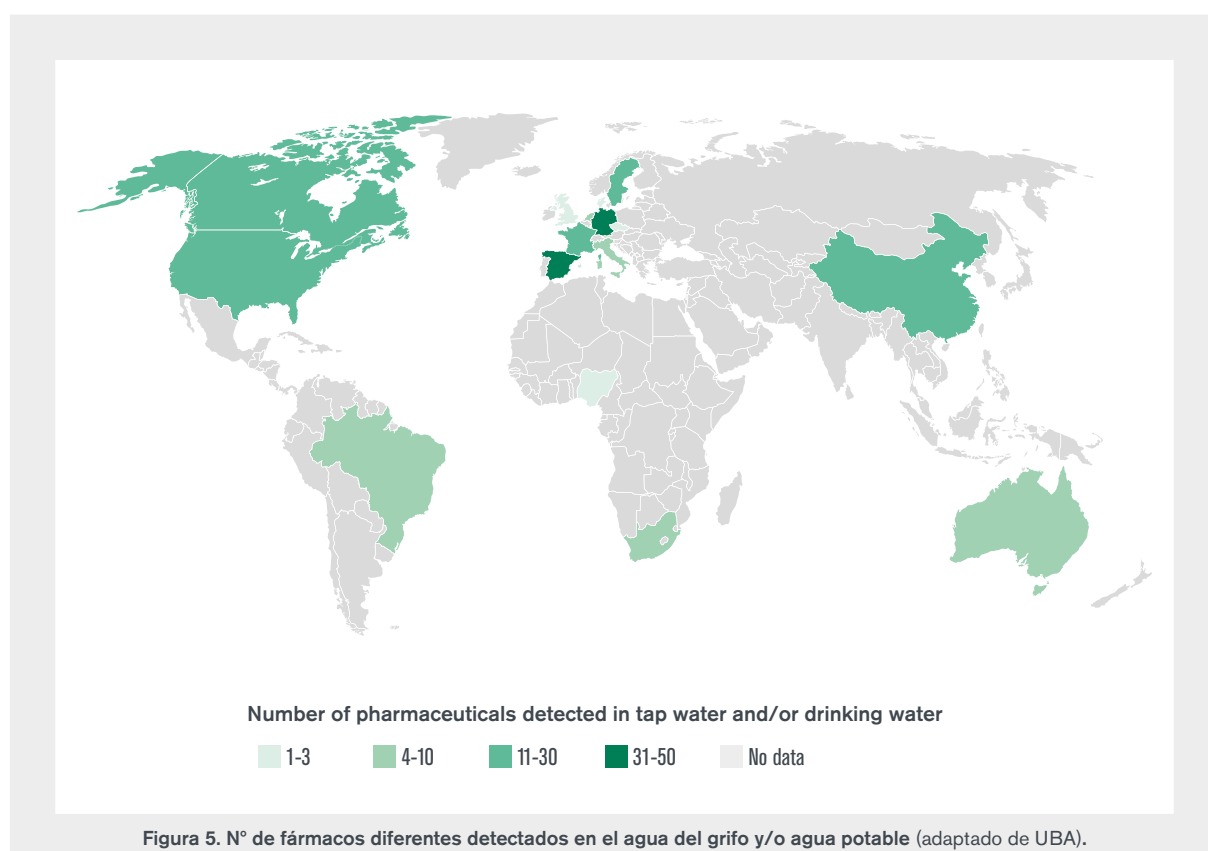 Number of pharmaceuticals detected in tap water and/or drinking water
1-3 4-10 11-30 31-50 No data
Figura 5. Nº de fármacos diferentes detectados en el agua del grifo y/o agua potable (adaptado de UBA).